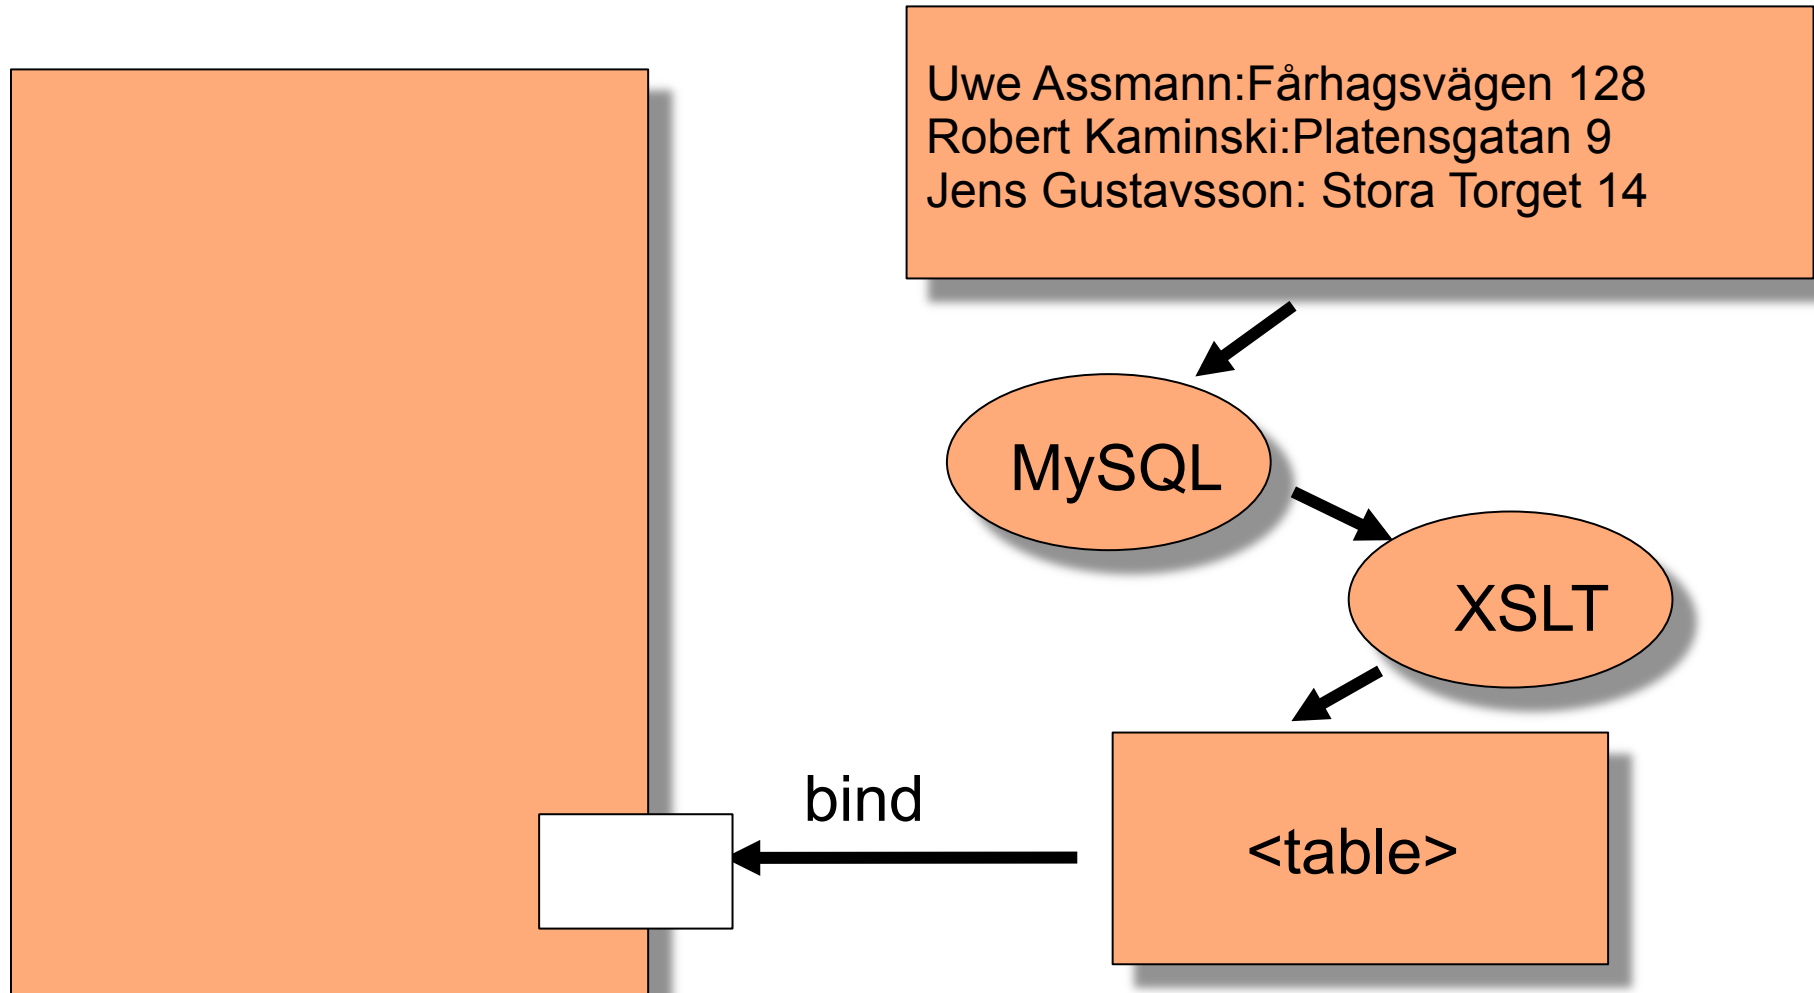 Uwe Assmann:Fårhagsvägen 128
Robert Kaminski:Platensgatan 9
Jens Gustavsson: Stora Torget 14
MySQL
XSLT
bind
<table>